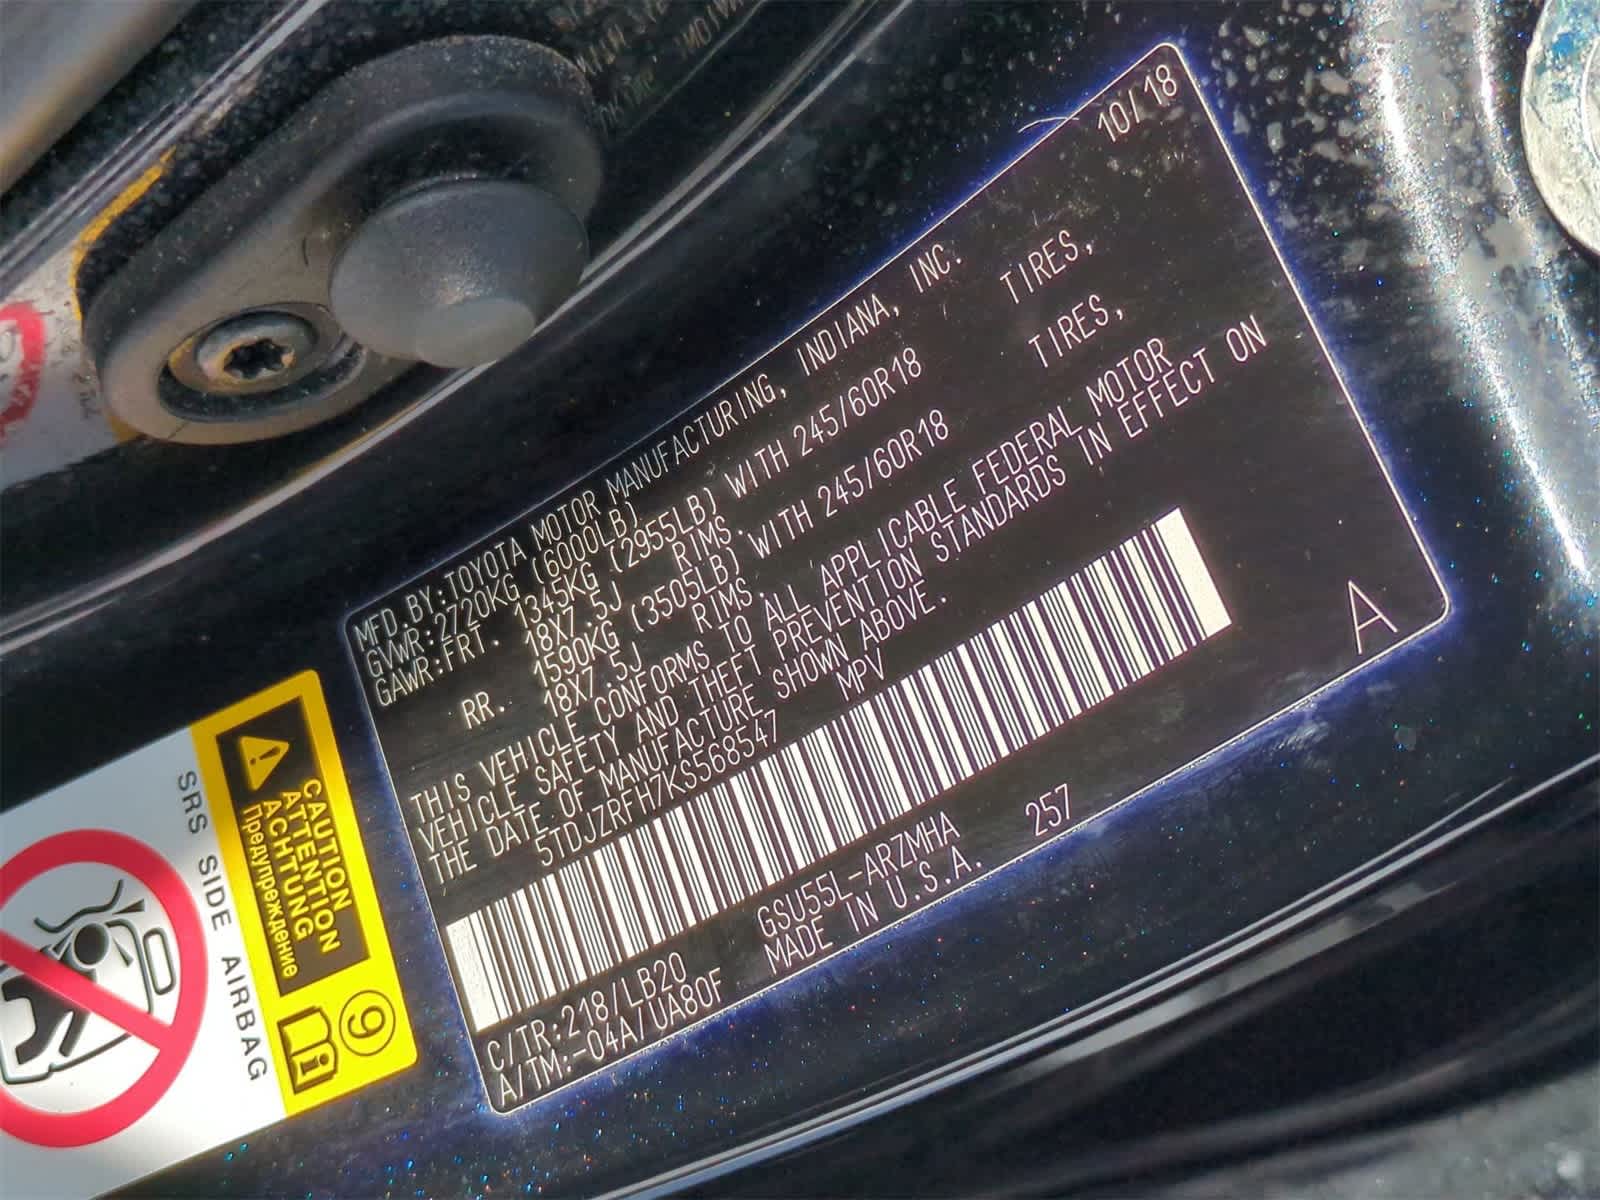 10/18
MFD.BY:TOYOTA MOTOR MANUFACTURING, INDIANA, INC.
GVWR:2720KG (6000LB)
GAWR:FRT. 1345KG (2955LB) WITH 245/60R18 TIRES,
18X7.5J RIMS.
RR. 1590KG (3505LB) WITH 245/60R18 TIRES,
18X7.5J RIMS.
THIS VEHICLE CONFORMS TO ALL APPLICABLE FEDERAL MOTOR
VEHICLE SAFETY AND THEFT PREVENTION STANDARDS IN EFFECT ON
THE DATE OF MANUFACTURE SHOWN ABOVE.
5TDJZRFH7KS568547 MPV
A
C/TR:218/LB20 GSU55L-ARZMHA 257
A/TM:-04A/UA80F MADE IN U.S.A.
CAUTION
ATTENTION
ACHTUNG
Предупреждение
9
SRS SIDE AIRBAG